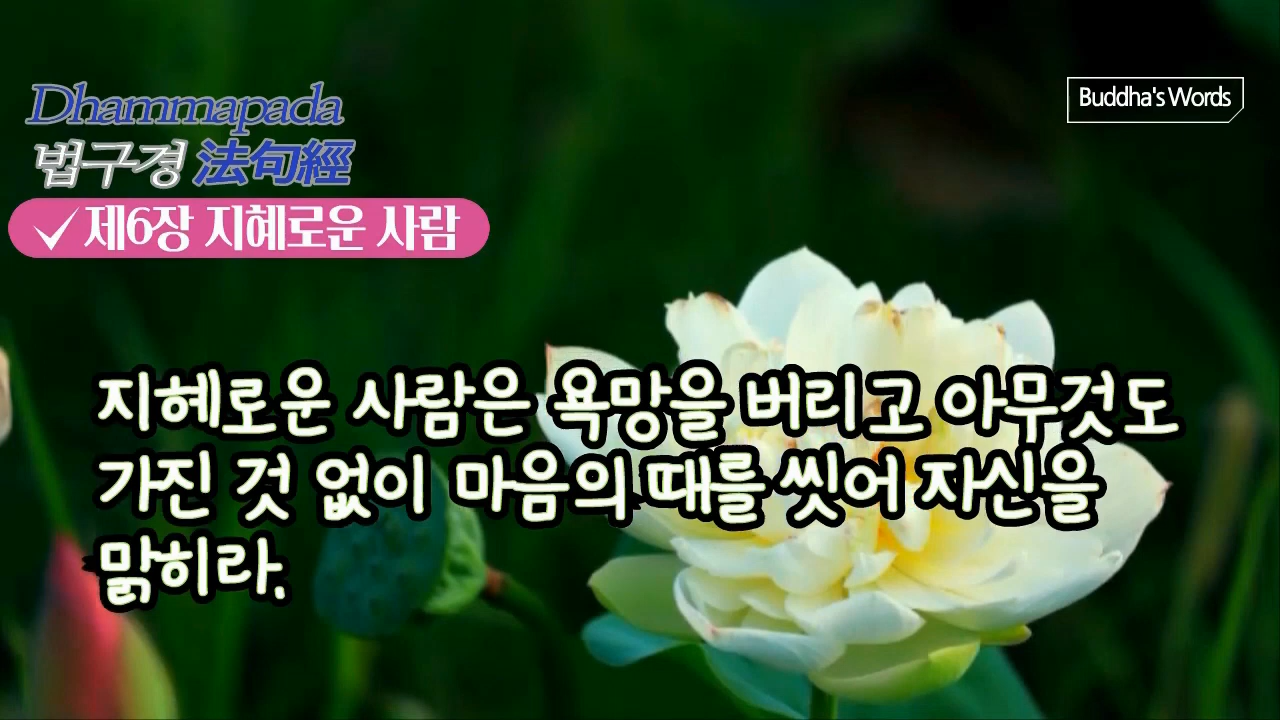 Dhammapada
법구경 法句經
제6장 지혜로운 사람
Buddha's Words
지혜로운 사람은 욕망을 버리고 아무것도
가진 것 없이 마음의 때를 씻어 자신을
맑히라.